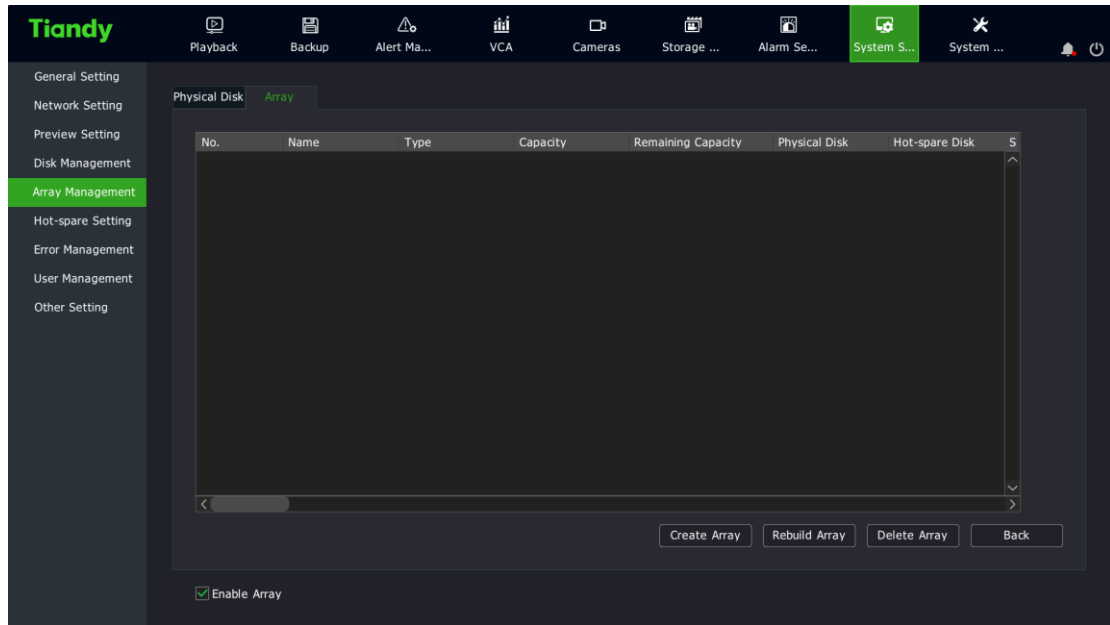 Tiandy
Playback
Backup
Alert Ma...
VCA
Cameras
Storage ...
Alarm Se...
System S...
System ...
General Setting
Network Setting
Preview Setting
Disk Management
Array Management
Hot-spare Setting
Error Management
User Management
Other Setting
Physical Disk Array
No. Name Type Capacity Remaining Capacity Physical Disk Hot-spare Disk S
Create Array Rebuild Array Delete Array Back
Enable Array